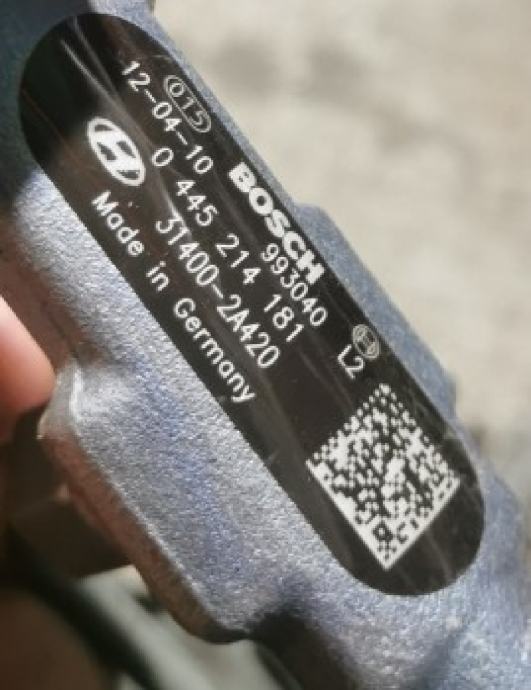 015 BOSCH
12-04-10 993040
0 445 214 181 L2
31400-2A420
Made in Germany